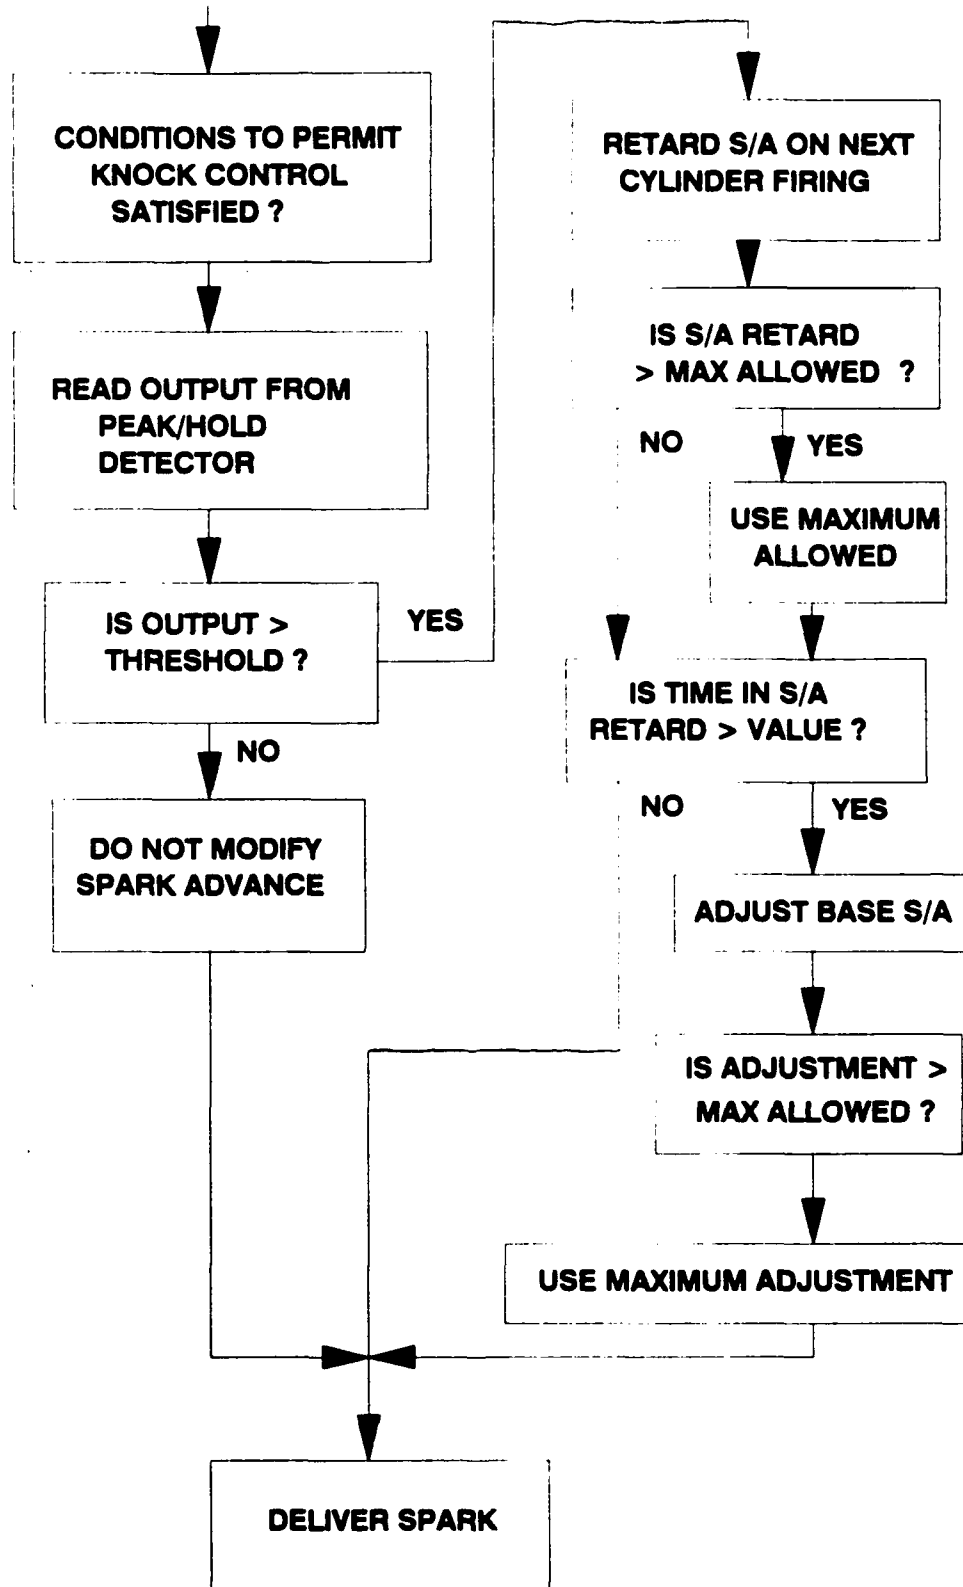 CONDITIONS TO PERMIT
KNOCK CONTROL
SATISFIED ?
READ OUTPUT FROM
PEAK/HOLD
DETECTOR
IS OUTPUT >
THRESHOLD ?
YES
NO
DO NOT MODIFY
SPARK ADVANCE
RETARD S/A ON NEXT
CYLINDER FIRING
IS S/A RETARD
> MAX ALLOWED ?
NO
YES
USE MAXIMUM
ALLOWED
IS TIME IN S/A
RETARD > VALUE ?
NO
YES
ADJUST BASE S/A
IS ADJUSTMENT >
MAX ALLOWED ?
USE MAXIMUM ADJUSTMENT
DELIVER SPARK